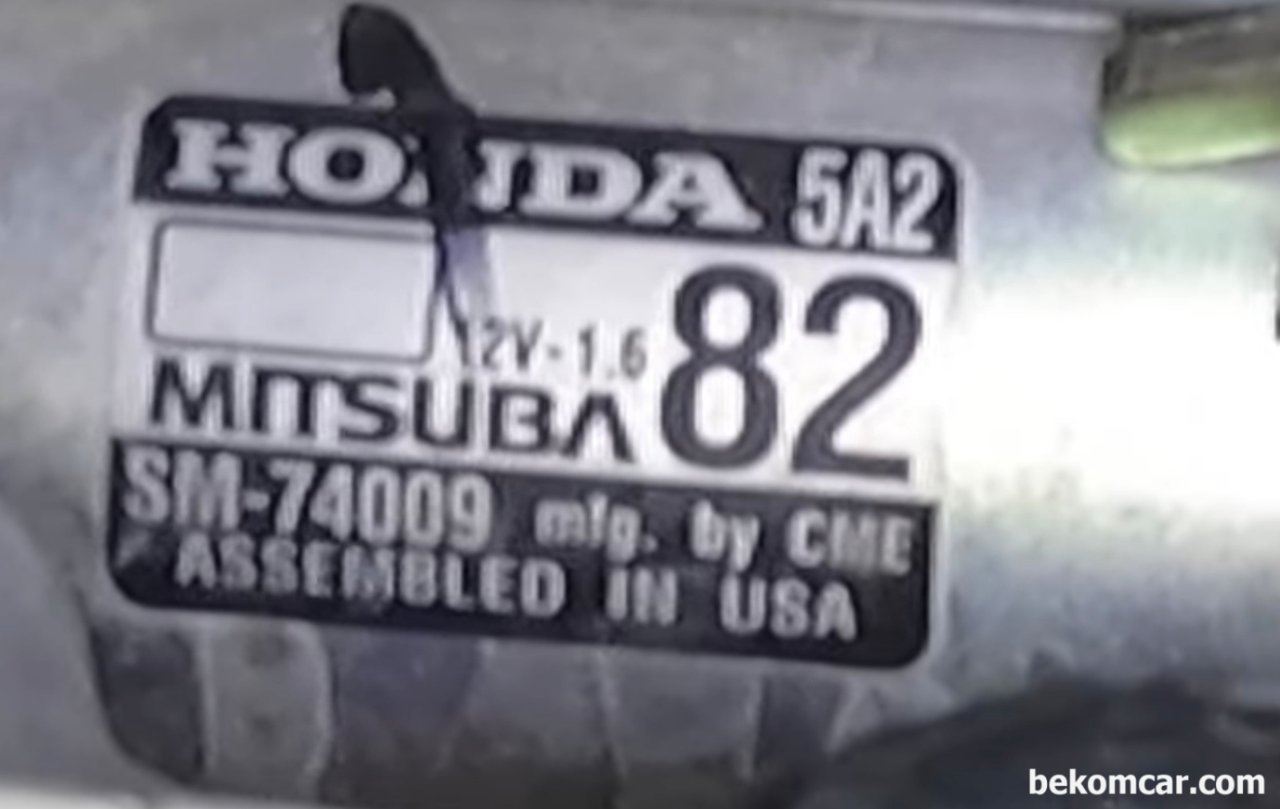 HONDA 5A2
12V-1.6
82
MITSUBA
SM-74009 mfg. by CME
ASSEMBLED IN USA
bekomcar.com